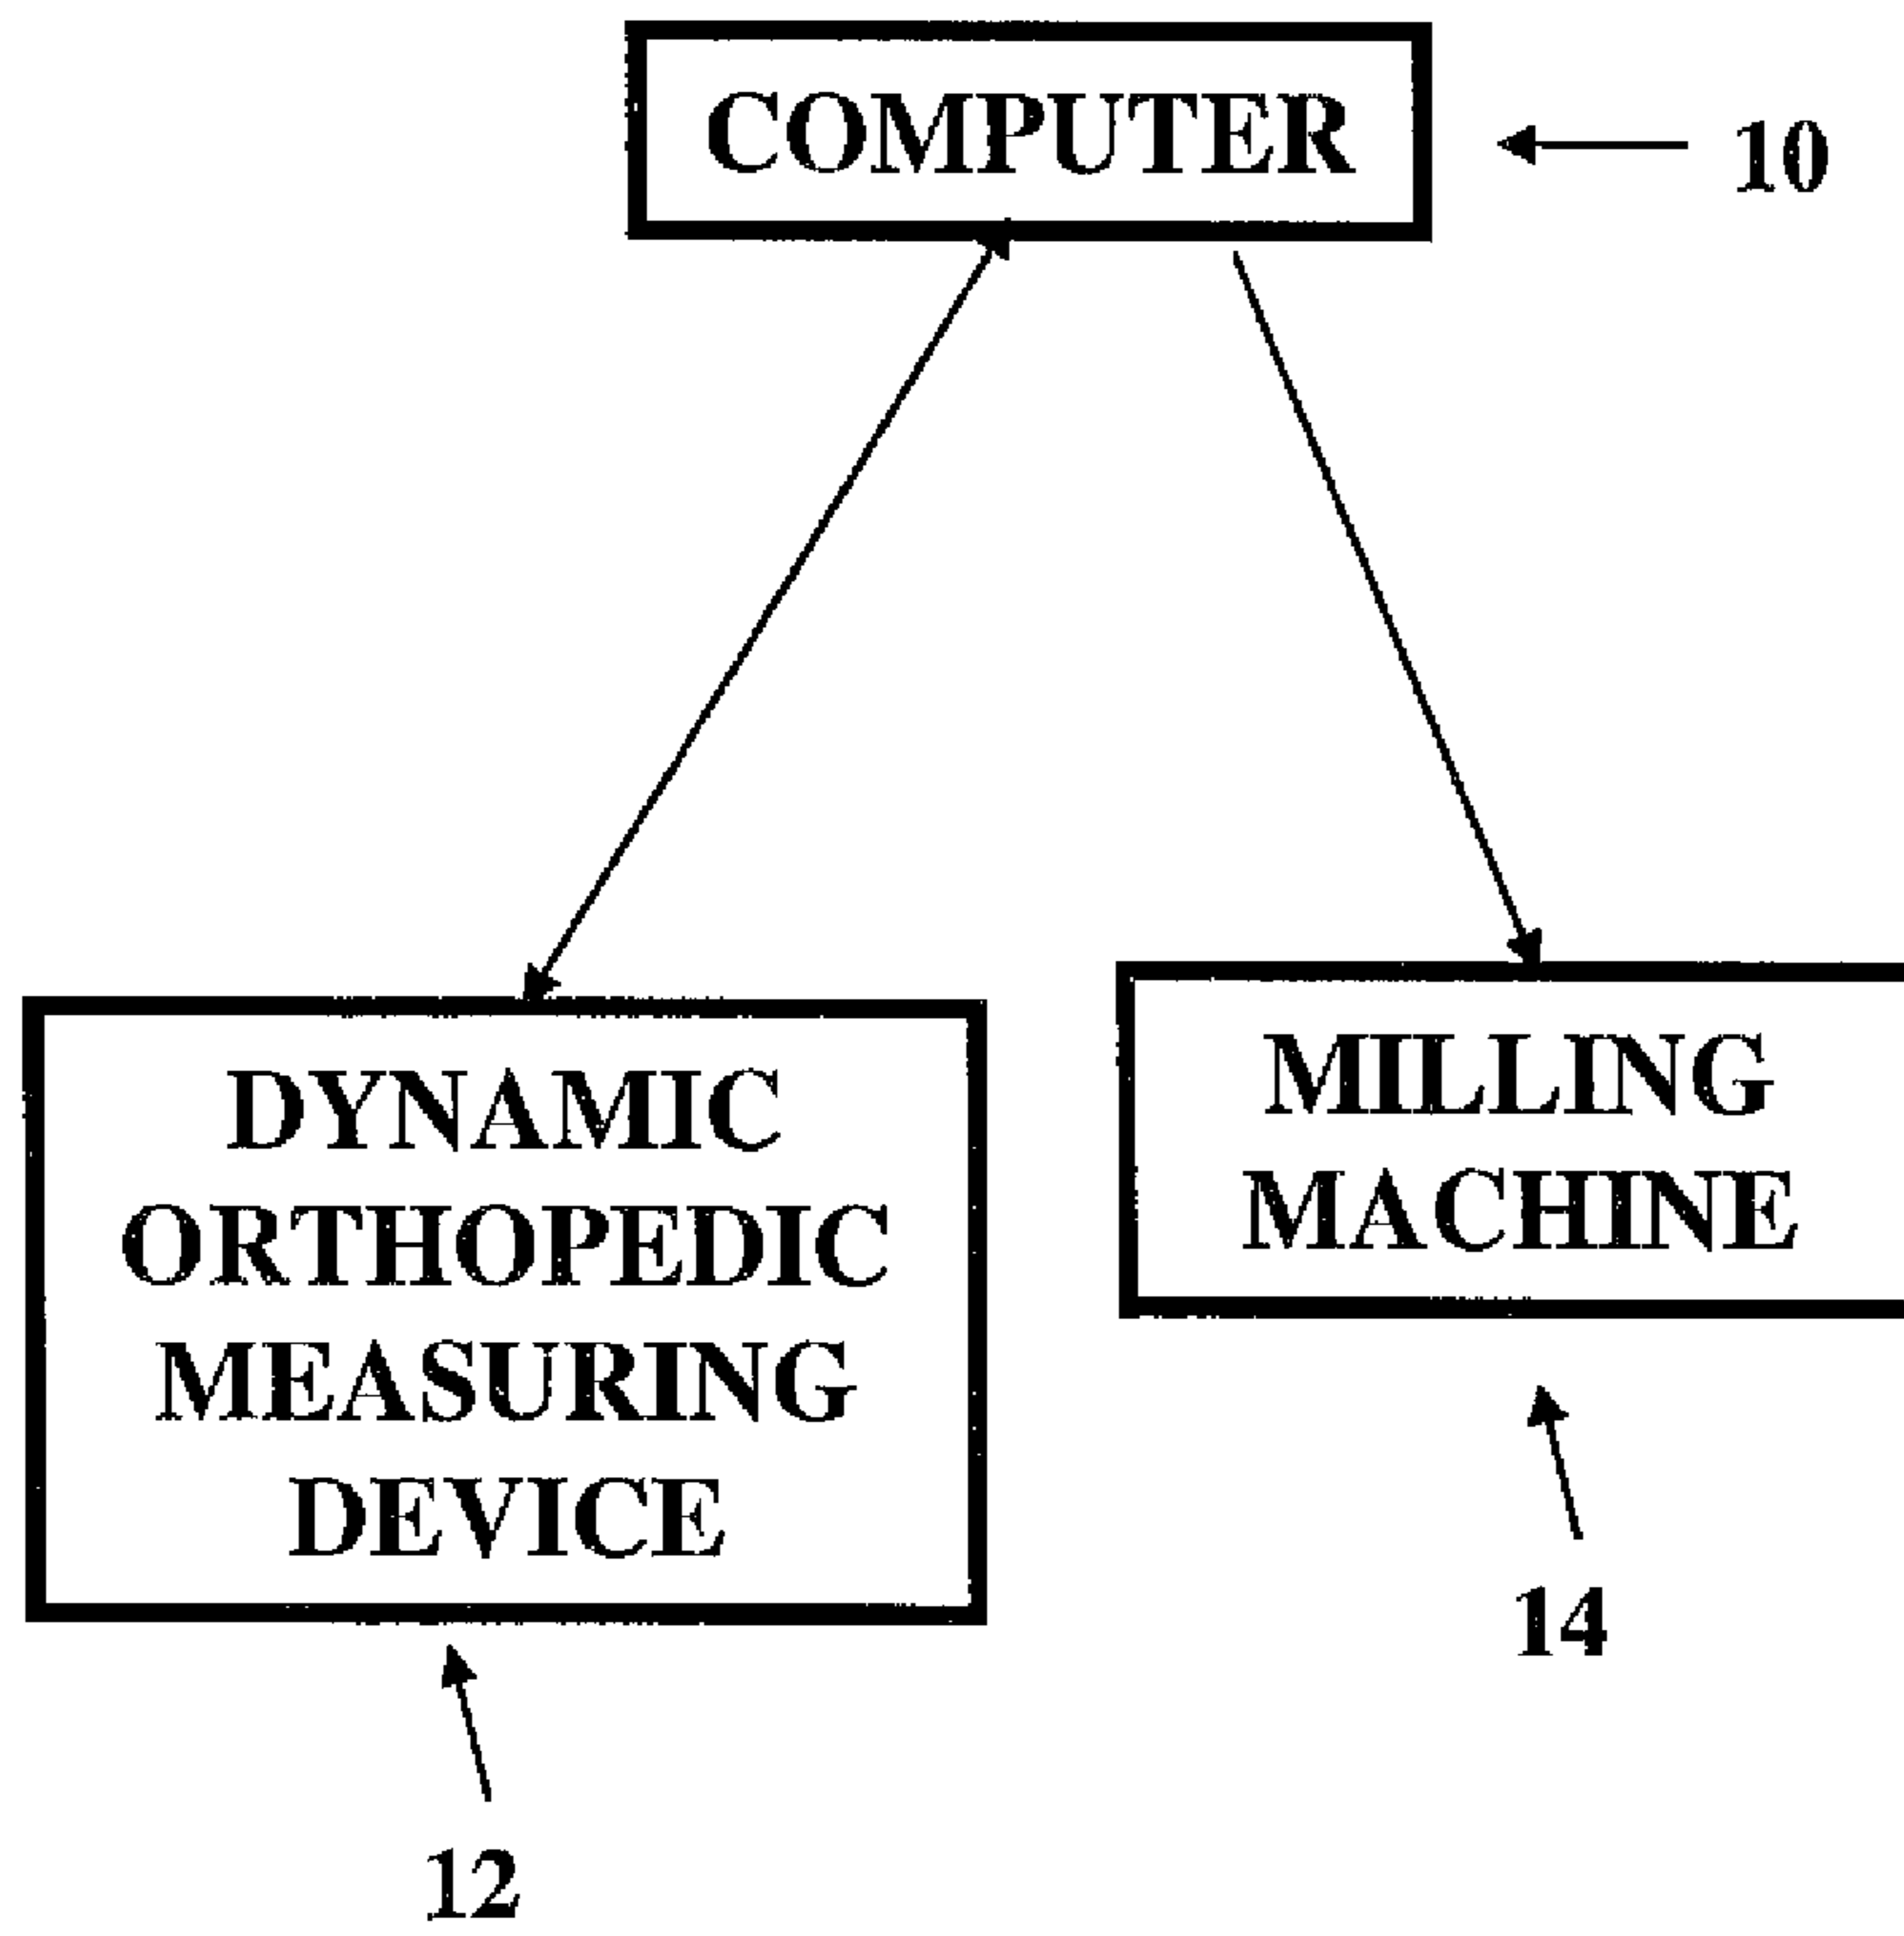 COMPUTER
10
DYNAMIC
ORTHOPEDIC
MEASURING
DEVICE
12
MILLING
MACHINE
14